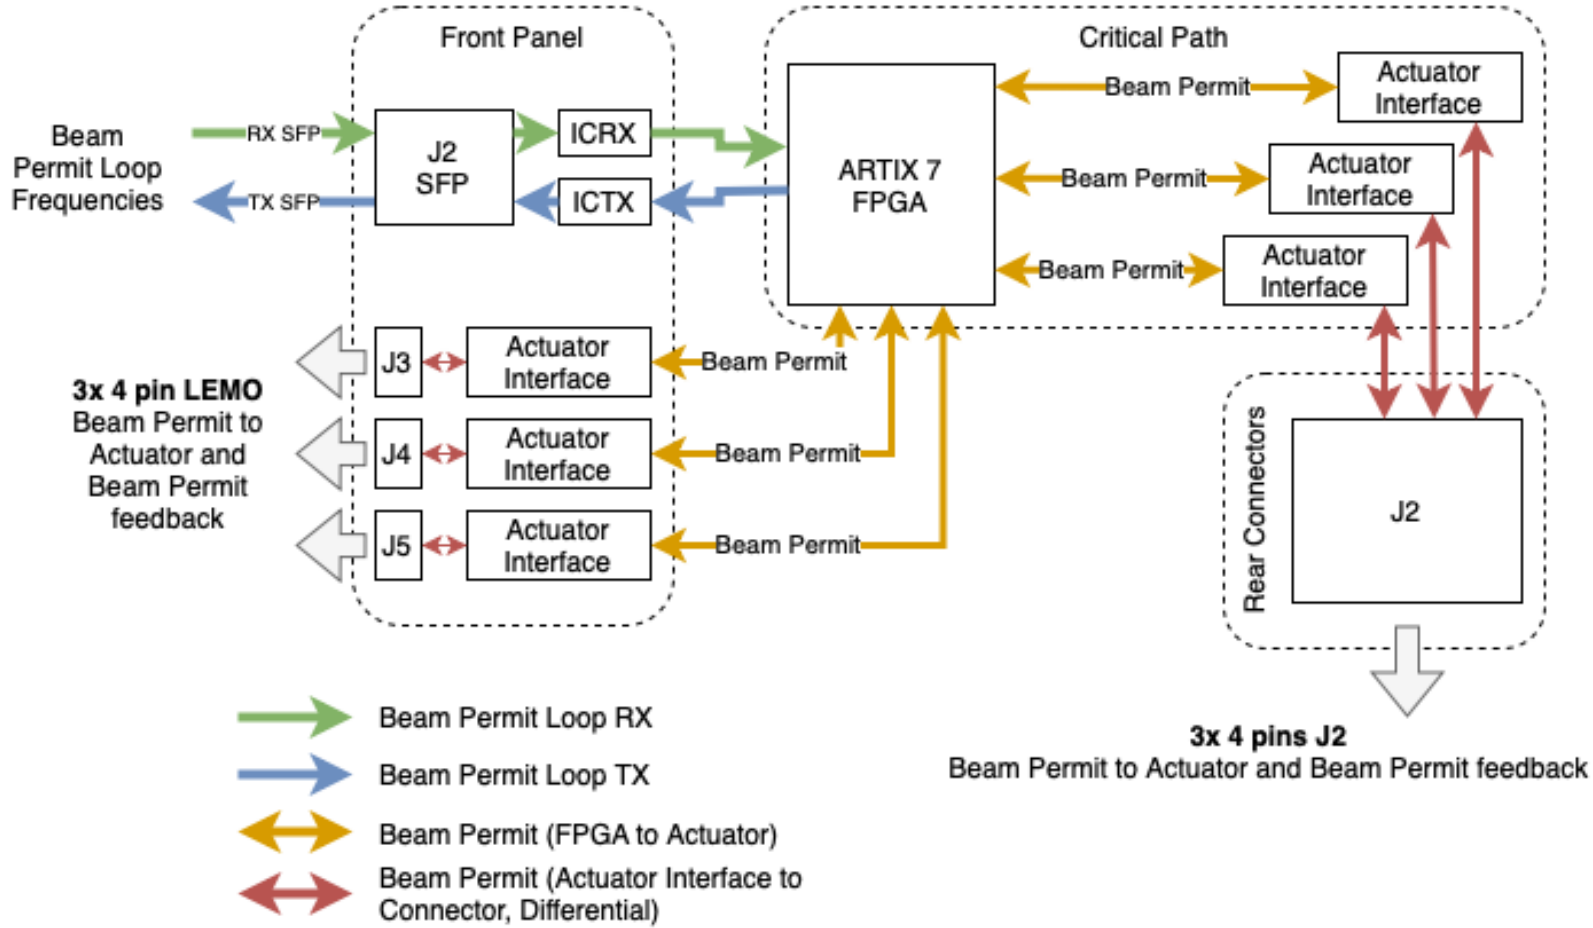 Front Panel
Critical Path
Beam
Permit Loop
Frequencies
RX SFP
TX SFP
J2
SFP
ICRX
ICTX
ARTIX 7
FPGA
Beam Permit
Actuator
Interface
Beam Permit
Actuator
Interface
Beam Permit
Actuator
Interface
3x 4 pin LEMO
Beam Permit to
Actuator and
Beam Permit
feedback
J3
Actuator
Interface
Beam Permit
J4
Actuator
Interface
Beam Permit
J5
Actuator
Interface
Beam Permit
Rear Connectors
J2
3x 4 pins J2
Beam Permit to Actuator and Beam Permit feedback
Beam Permit Loop RX
Beam Permit Loop TX
Beam Permit (FPGA to Actuator)
Beam Permit (Actuator Interface to
Connector, Differential)